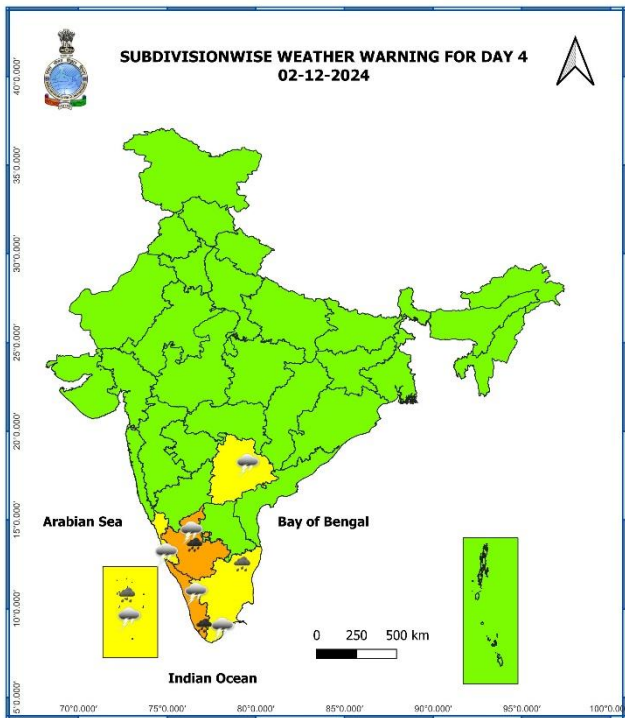 SUBDIVISIONWISE WEATHER WARNING FOR DAY 4
02-12-2024
40°0.000'
35°0.000'
30°0.000'
25°0.000'
20°0.000'
15°0.000'
10°0.000'
5°0.000'
Arabian Sea
Bay of Bengal
0 250 500 km
Indian Ocean
70°0.000' 75°0.000' 80°0.000' 85°0.000' 90°0.000' 95°0.000' 100°0.000'